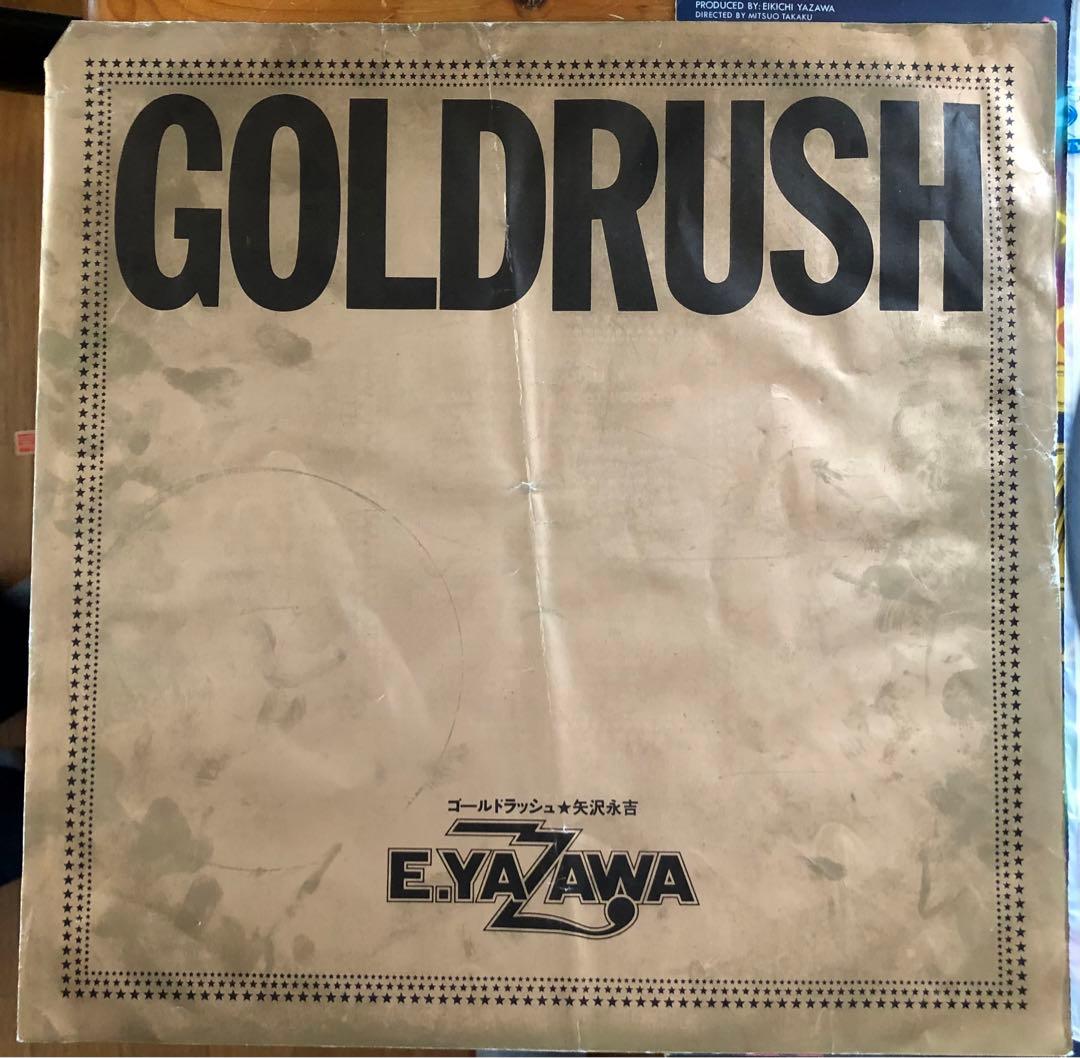 PRODUCED BY: EIKICHI YAZAWA
DIRECTED BY MITSUO TAKAKU
GOLDRUSH
ゴールドラッシュ★矢沢永吉
E.YAZAWA